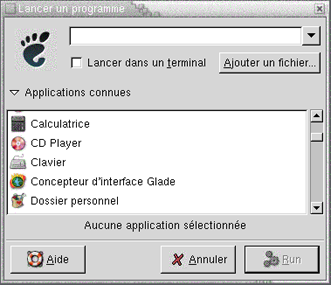 Lancer un programme
Lancer dans un terminal
Ajouter un fichier...
Applications connues
Calculatrice
CD Player
Clavier
Concepteur d'interface Glade
Dossier personnel
Aucune application sélectionnée
Aide
Annuler
Run